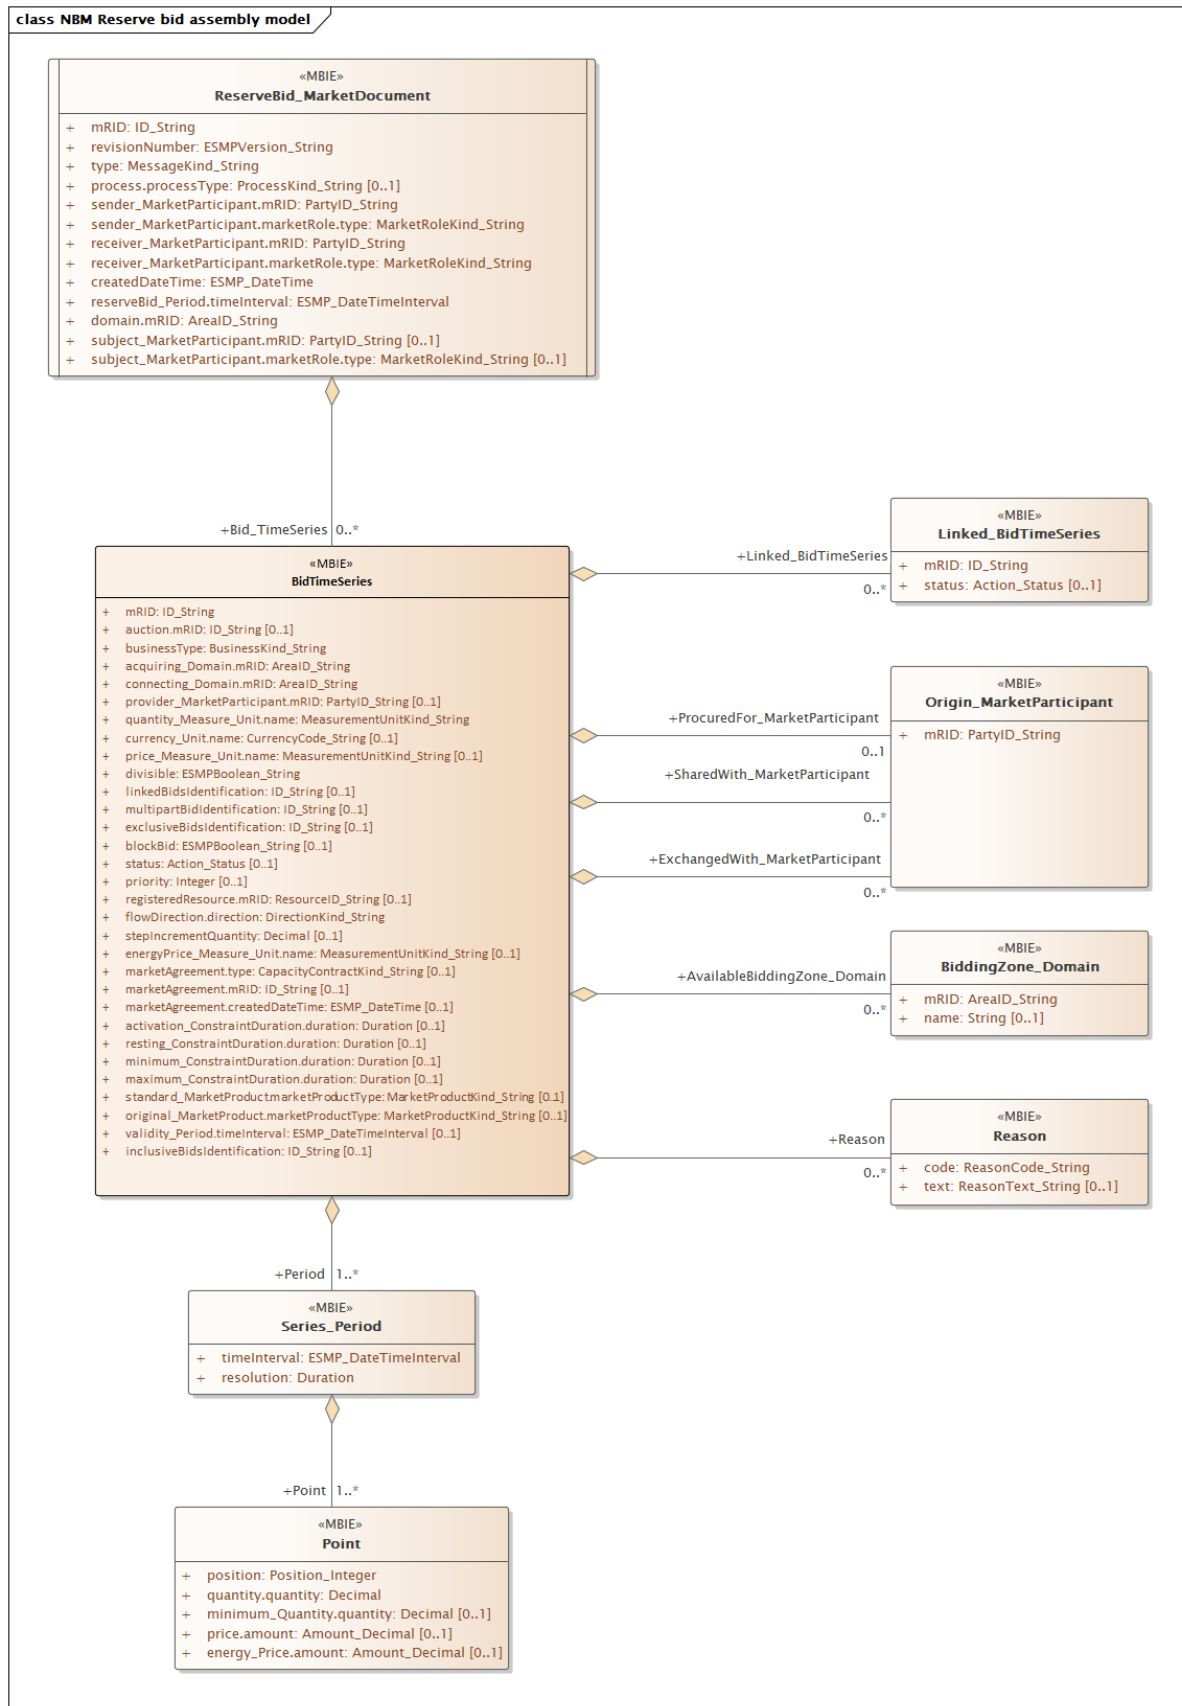 class NBM Reserve bid assembly model
«MBIE»
ReserveBid_MarketDocument
+ mRID: ID_String
+ revisionNumber: ESMPVersion_String
+ type: MessageKind_String
+ process.processType: ProcessKind_String [0..1]
+ sender_MarketParticipant.mRID: PartyID_String
+ sender_MarketParticipant.marketRole.type: MarketRoleKind_String
+ receiver_MarketParticipant.mRID: PartyID_String
+ receiver_MarketParticipant.marketRole.type: MarketRoleKind_String
+ createdDateTime: ESMP_DateTime
+ reserveBid_Period.timeInterval: ESMP_DateTimeInterval
+ domain.mRID: AreaID_String
+ subject_MarketParticipant.mRID: PartyID_String [0..1]
+ subject_MarketParticipant.marketRole.type: MarketRoleKind_String [0..1]
+Bid_TimeSeries 0..*
«MBIE»
BidTimeSeries
+ mRID: ID_String
+ auction.mRID: ID_String [0..1]
+ businessType: BusinessKind_String
+ acquiring_Domain.mRID: AreaID_String
+ connecting_Domain.mRID: AreaID_String
+ provider_MarketParticipant.mRID: PartyID_String [0..1]
+ quantity_Measure_Unit.name: MeasurementUnitKind_String
+ currency_Unit.name: CurrencyCode_String [0..1]
+ price_Measure_Unit.name: MeasurementUnitKind_String [0..1]
+ divisible: ESMPBoolean_String
+ linkedBidsIdentification: ID_String [0..1]
+ multipartBidIdentification: ID_String [0..1]
+ exclusiveBidsIdentification: ID_String [0..1]
+ blockBid: ESMPBoolean_String [0..1]
+ status: Action_Status [0..1]
+ priority: Integer [0..1]
+ registeredResource.mRID: ResourceID_String [0..1]
+ flowDirection.direction: DirectionKind_String
+ stepIncrementQuantity: Decimal [0..1]
+ energyPrice_Measure_Unit.name: MeasurementUnitKind_String [0..1]
+ marketAgreement.type: CapacityContractKind_String [0..1]
+ marketAgreement.mRID: ID_String [0..1]
+ marketAgreement.createdDateTime: ESMP_DateTime [0..1]
+ activation_ConstraintDuration.duration: Duration [0..1]
+ resting_ConstraintDuration.duration: Duration [0..1]
+ minimum_ConstraintDuration.duration: Duration [0..1]
+ maximum_ConstraintDuration.duration: Duration [0..1]
+ standard_MarketProductmarketProductType: MarketProductKind_String [0.1]
+ original_MarketProduct.marketProductType: MarketProductKind_String [0..1]
+ validity_Period.timeInterval: ESMP_DateTimeInterval [0..1]
+ inclusiveBidsIdentification: ID_String [0..1]
+Linked_BidTimeSeries
0..*
«MBIE»
Linked_BidTimeSeries
+ mRID: ID_String
+ status: Action_Status [0..1]
+ProcuredFor_MarketParticipant
0..1
+SharedWith_MarketParticipant
0..*
+ExchangedWith_MarketParticipant
0..*
«MBIE»
Origin_MarketParticipant
+ mRID: PartyID_String
+AvailableBiddingZone_Domain
0..*
«MBIE»
BiddingZone_Domain
+ mRID: AreaID_String
+ name: String [0..1]
+Reason
0..*
«MBIE»
Reason
+ code: ReasonCode_String
+ text: ReasonText_String [0..1]
+Period 1..*
«MBIE»
Series_Period
+ timeInterval: ESMP_DateTimeInterval
+ resolution: Duration
+Point 1..*
«MBIE»
Point
+ position: Position_Integer
+ quantity.quantity: Decimal
+ minimum_Quantity.quantity: Decimal [0..1]
+ price.amount: Amount_Decimal [0..1]
+ energy_Price.amount: Amount_Decimal [0..1]